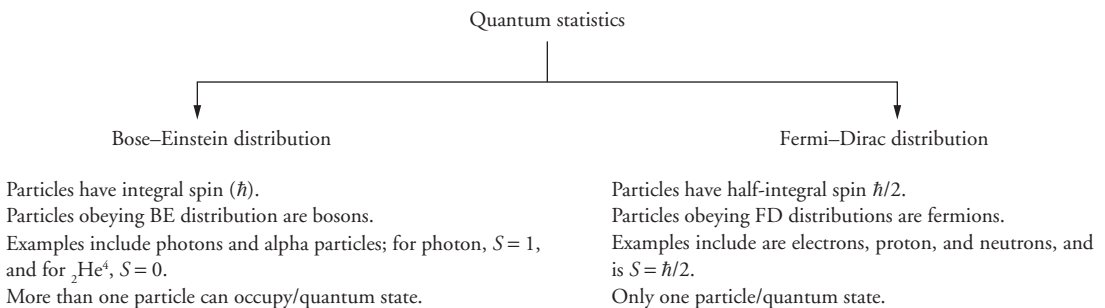 Quantum statistics
Bose–Einstein distribution
Particles have integral spin (ℏ).
Particles obeying BE distribution are bosons.
Examples include photons and alpha particles; for photon, S = 1,
and for ₂He⁴, S = 0.
More than one particle can occupy/quantum state.
Fermi–Dirac distribution
Particles have half-integral spin ℏ/2.
Particles obeying FD distributions are fermions.
Examples include are electrons, proton, and neutrons, and
is S = ℏ/2.
Only one particle/quantum state.